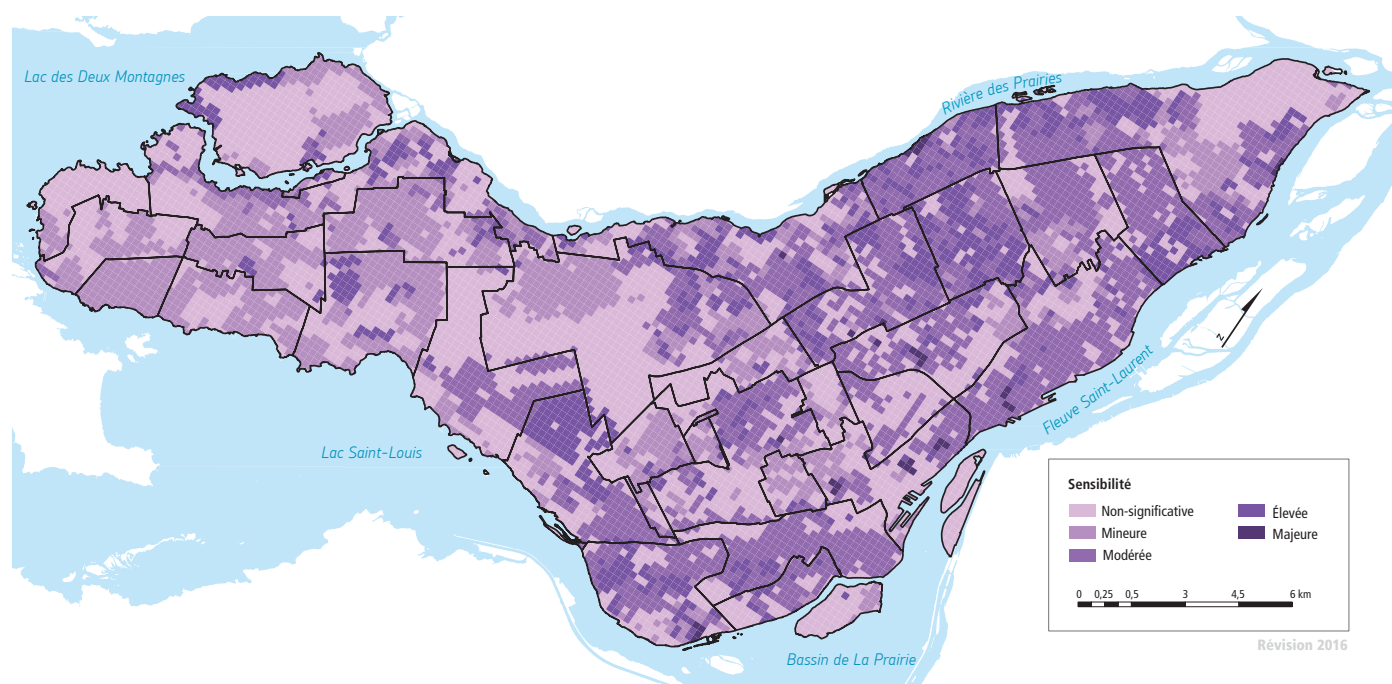 Lac des Deux Montagnes
Rivière des Prairies
Fleuve Saint-Laurent
N
Lac Saint-Louis
Bassin de La Prairie
Sensibilité
Non-significative
Mineure
Modérée
Élevée
Majeure
0 0,25 0,5 3 4,5 6 km
Révision 2016